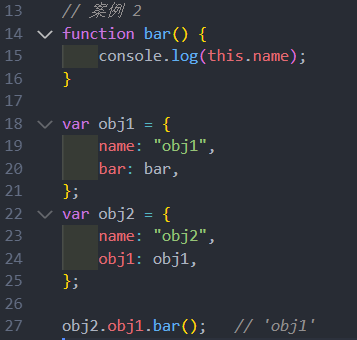 13 // 案例 2
14 function bar() {
15     console.log(this.name);
16 }
17
18 var obj1 = {
19     name: "obj1",
20     bar: bar,
21 };
22 var obj2 = {
23     name: "obj2",
24     obj1: obj1,
25 };
26
27 obj2.obj1.bar();   // 'obj1'